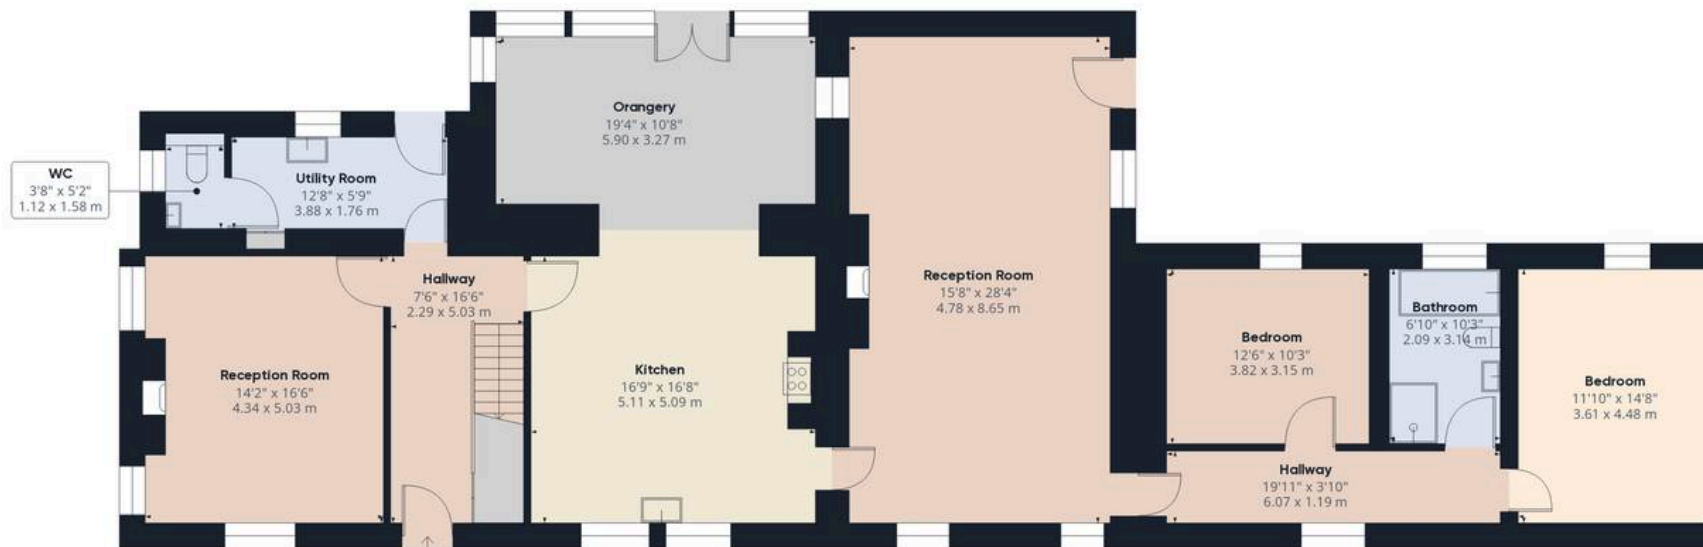 Orangery
19'4" x 10'8"
5.90 x 3.27 m
WC
3'8" x 5'2"
1.12 x 1.58 m
Utility Room
12'8" x 5'9"
3.88 x 1.76 m
Hallway
7'6" x 16'6"
2.29 x 5.03 m
Reception Room
14'2" x 16'6"
4.34 x 5.03 m
Kitchen
16'9" x 16'8"
5.11 x 5.09 m
Reception Room
15'8" x 28'4"
4.78 x 8.65 m
Bedroom
12'6" x 10'3"
3.82 x 3.15 m
Bathroom
6'10" x 10'3"
2.09 x 3.14 m
Bedroom
11'10" x 14'8"
3.61 x 4.48 m
Hallway
19'11" x 3'10"
6.07 x 1.19 m